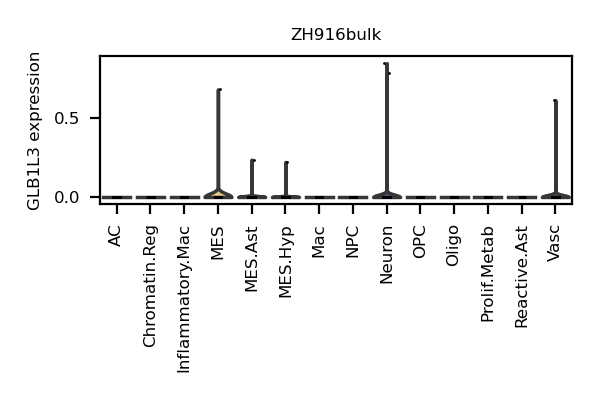 ZH916bulk
GLB1L3 expression
0.5
0.0
AC
Chromatin.Reg
Inflammatory.Mac
MES
MES.Ast
MES.Hyp
Mac
NPC
Neuron
OPC
Oligo
Prolif.Metab
Reactive.Ast
Vasc